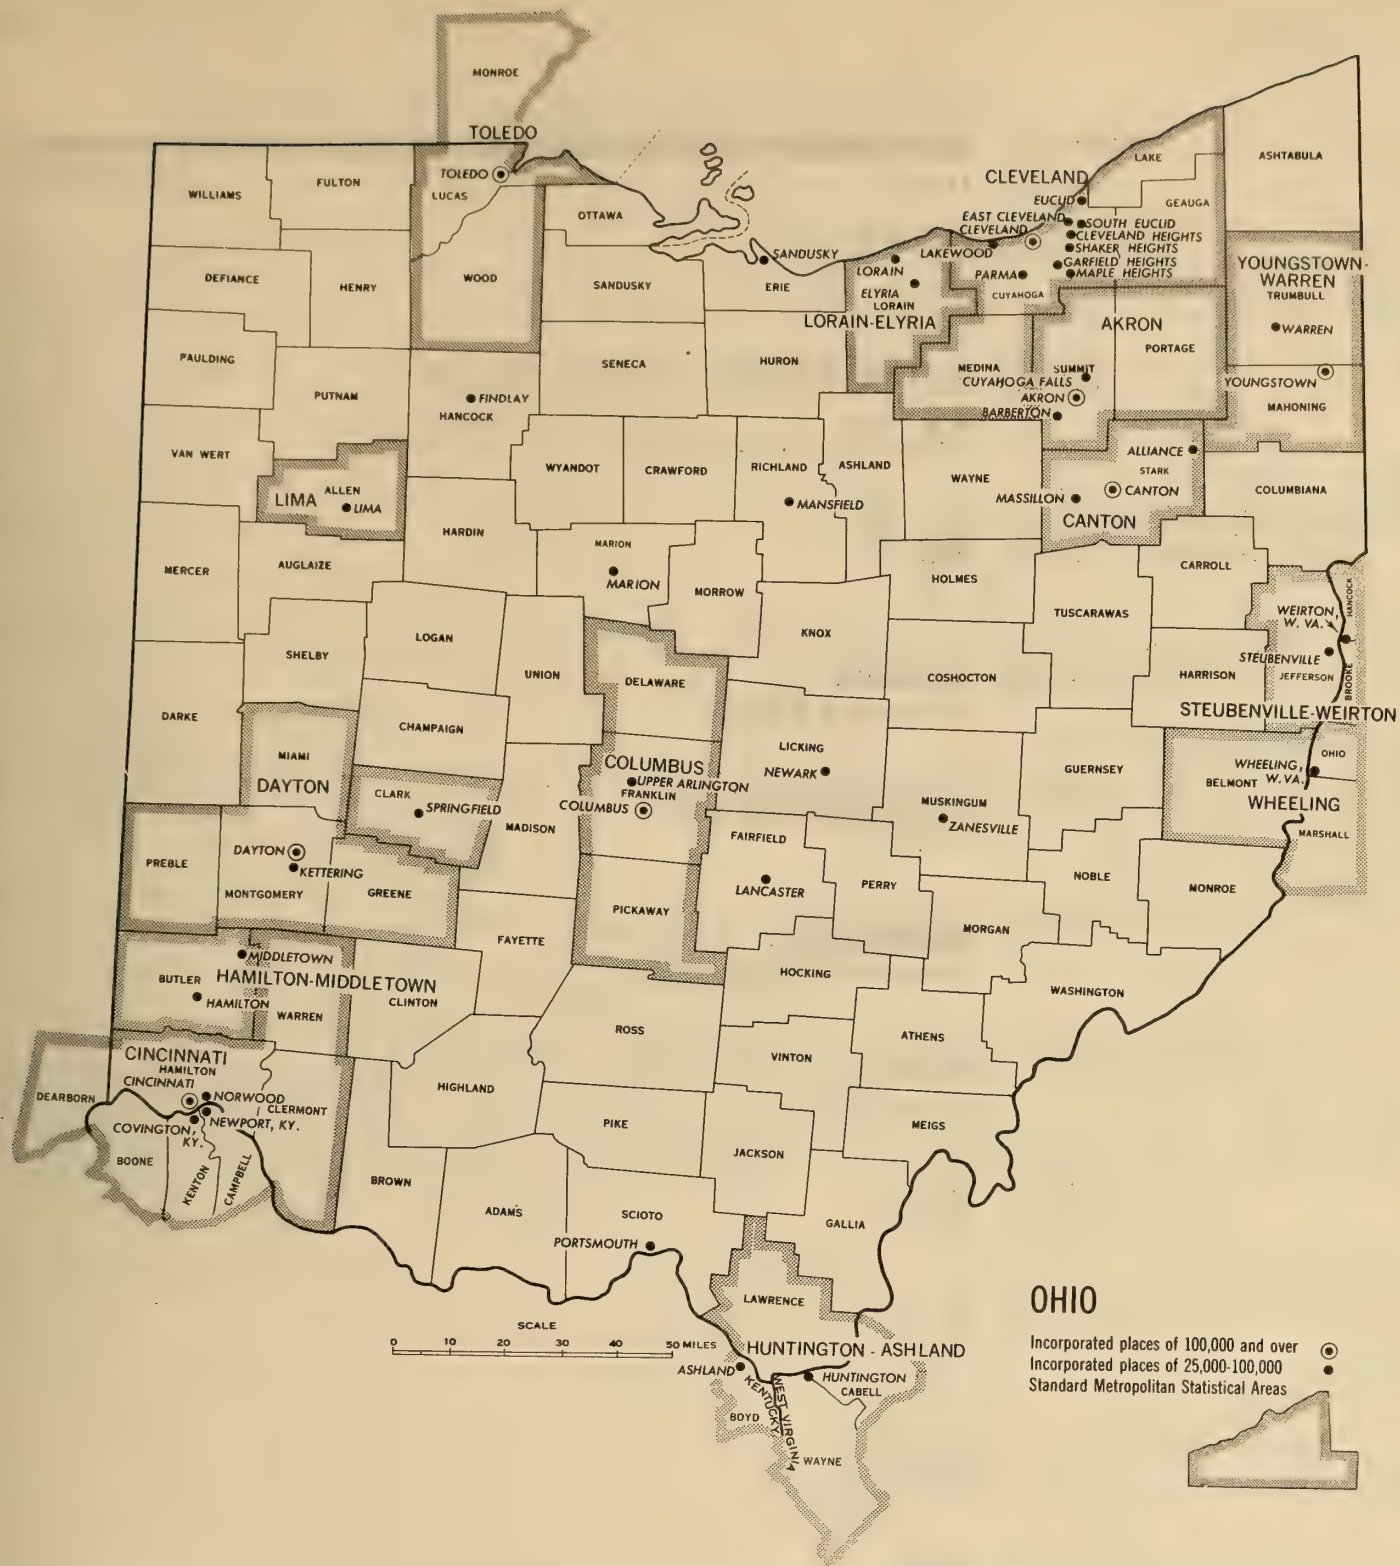 MONROE
TOLEDO
TOLEDO
LUCAS
WILLIAMS
FULTON
OTTAWA
CLEVELAND
LAKE
ASHTABULA
GEAUGA
EUCLID
EAST CLEVELAND
SOUTH EUCLID
CLEVELAND
CLEVELAND HEIGHTS
SHAKER HEIGHTS
LAKEWOOD
GARFIELD HEIGHTS
PARMA
MAPLE HEIGHTS
CUYAHOGA
SANDUSKY
LORAIN
ELYRIA
LORAIN
LORAIN-ELYRIA
YOUNGSTOWN-
WARREN
TRUMBULL
WARREN
DEFIANCE
HENRY
WOOD
SANDUSKY
ERIE
AKRON
PORTAGE
PAULDING
SENECA
HURON
MEDINA
SUMMIT
CUYAHOGA FALLS
AKRON
BARBERTON
YOUNGSTOWN
MAHONING
PUTNAM
FINDLAY
HANCOCK
VAN WERT
WYANDOT
CRAWFORD
RICHLAND
ASHLAND
WAYNE
ALLIANCE
STARK
CANTON
MASSILLON
CANTON
COLUMBIANA
LIMA
ALLEN
LIMA
MANSFIELD
HARDIN
MARION
MARION
MERCER
AUGLAIZE
MORROW
HOLMES
CARROLL
TUSCARAWAS
HANCOCK
WEIRTON,
W. VA.
STEUBENVILLE
JEFFERSON
BROOKE
LOGAN
KNOX
SHELBY
UNION
DELAWARE
COSHOCTON
HARRISON
STEUBENVILLE-WEIRTON
DARKE
CHAMPAIGN
MIAMI
DAYTON
COLUMBUS
UPPER ARLINGTON
FRANKLIN
COLUMBUS
LICKING
NEWARK
GUERNSEY
OHIO
WHEELING,
W. VA.
BELMONT
WHEELING
MARSHALL
CLARK
SPRINGFIELD
MADISON
MUSKINGUM
ZANESVILLE
FAIRFIELD
LANCASTER
PREBLE
DAYTON
KETTERING
MONTGOMERY
GREENE
PERRY
NOBLE
MONROE
PICKAWAY
FAYETTE
MORGAN
MIDDLETOWN
BUTLER
HAMILTON-MIDDLETOWN
HAMILTON
WARREN
CLINTON
HOCKING
WASHINGTON
ROSS
ATHENS
VINTON
CINCINNATI
HAMILTON
CINCINNATI
NORWOOD
NEWPORT, KY.
CLERMONT
COVINGTON,
KY.
DEARBORN
BOONE
KENTON
CAMPBELL
HIGHLAND
PIKE
MEIGS
JACKSON
BROWN
ADAMS
SCIOTO
GALLIA
PORTSMOUTH
LAWRENCE
HUNTINGTON - ASHLAND
ASHLAND
HUNTINGTON
CABELL
KENTUCKY
WEST VIRGINIA
BOYD
WAYNE
SCALE
0 10 20 30 40 50 MILES
OHIO
Incorporated places of 100,000 and over
Incorporated places of 25,000-100,000
Standard Metropolitan Statistical Areas